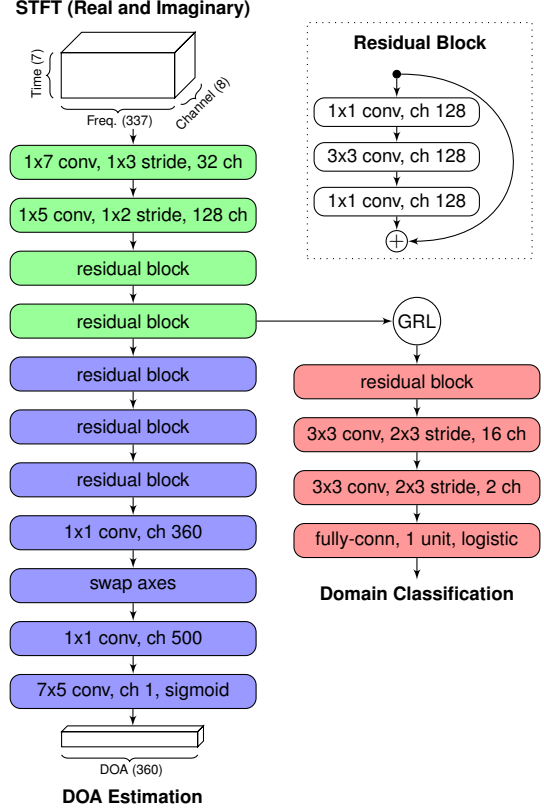 STFT (Real and Imaginary)
Time (7)
Freq. (337)
Channel (8)
1x7 conv, 1x3 stride, 32 ch
1x5 conv, 1x2 stride, 128 ch
residual block
residual block
residual block
residual block
residual block
1x1 conv, ch 360
swap axes
1x1 conv, ch 500
7x5 conv, ch 1, sigmoid
DOA (360)
DOA Estimation
Residual Block
1x1 conv, ch 128
3x3 conv, ch 128
1x1 conv, ch 128
+
GRL
residual block
3x3 conv, 2x3 stride, 16 ch
3x3 conv, 2x3 stride, 2 ch
fully-conn, 1 unit, logistic
Domain Classification